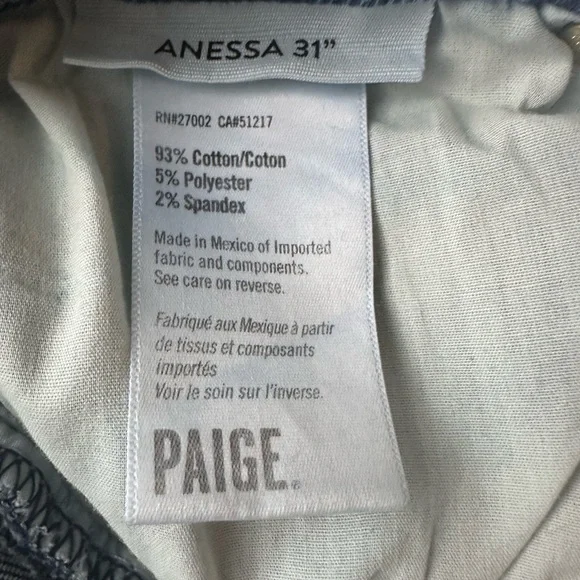 ANESSA 31”
RN#27002 CA#51217
93% Cotton/Coton
5% Polyester
2% Spandex
Made in Mexico of Imported
fabric and components.
See care on reverse.
Fabriqué aux Mexique à partir
de tissus et composants
importés
Voir le soin sur l'inverse.
PAIGE.